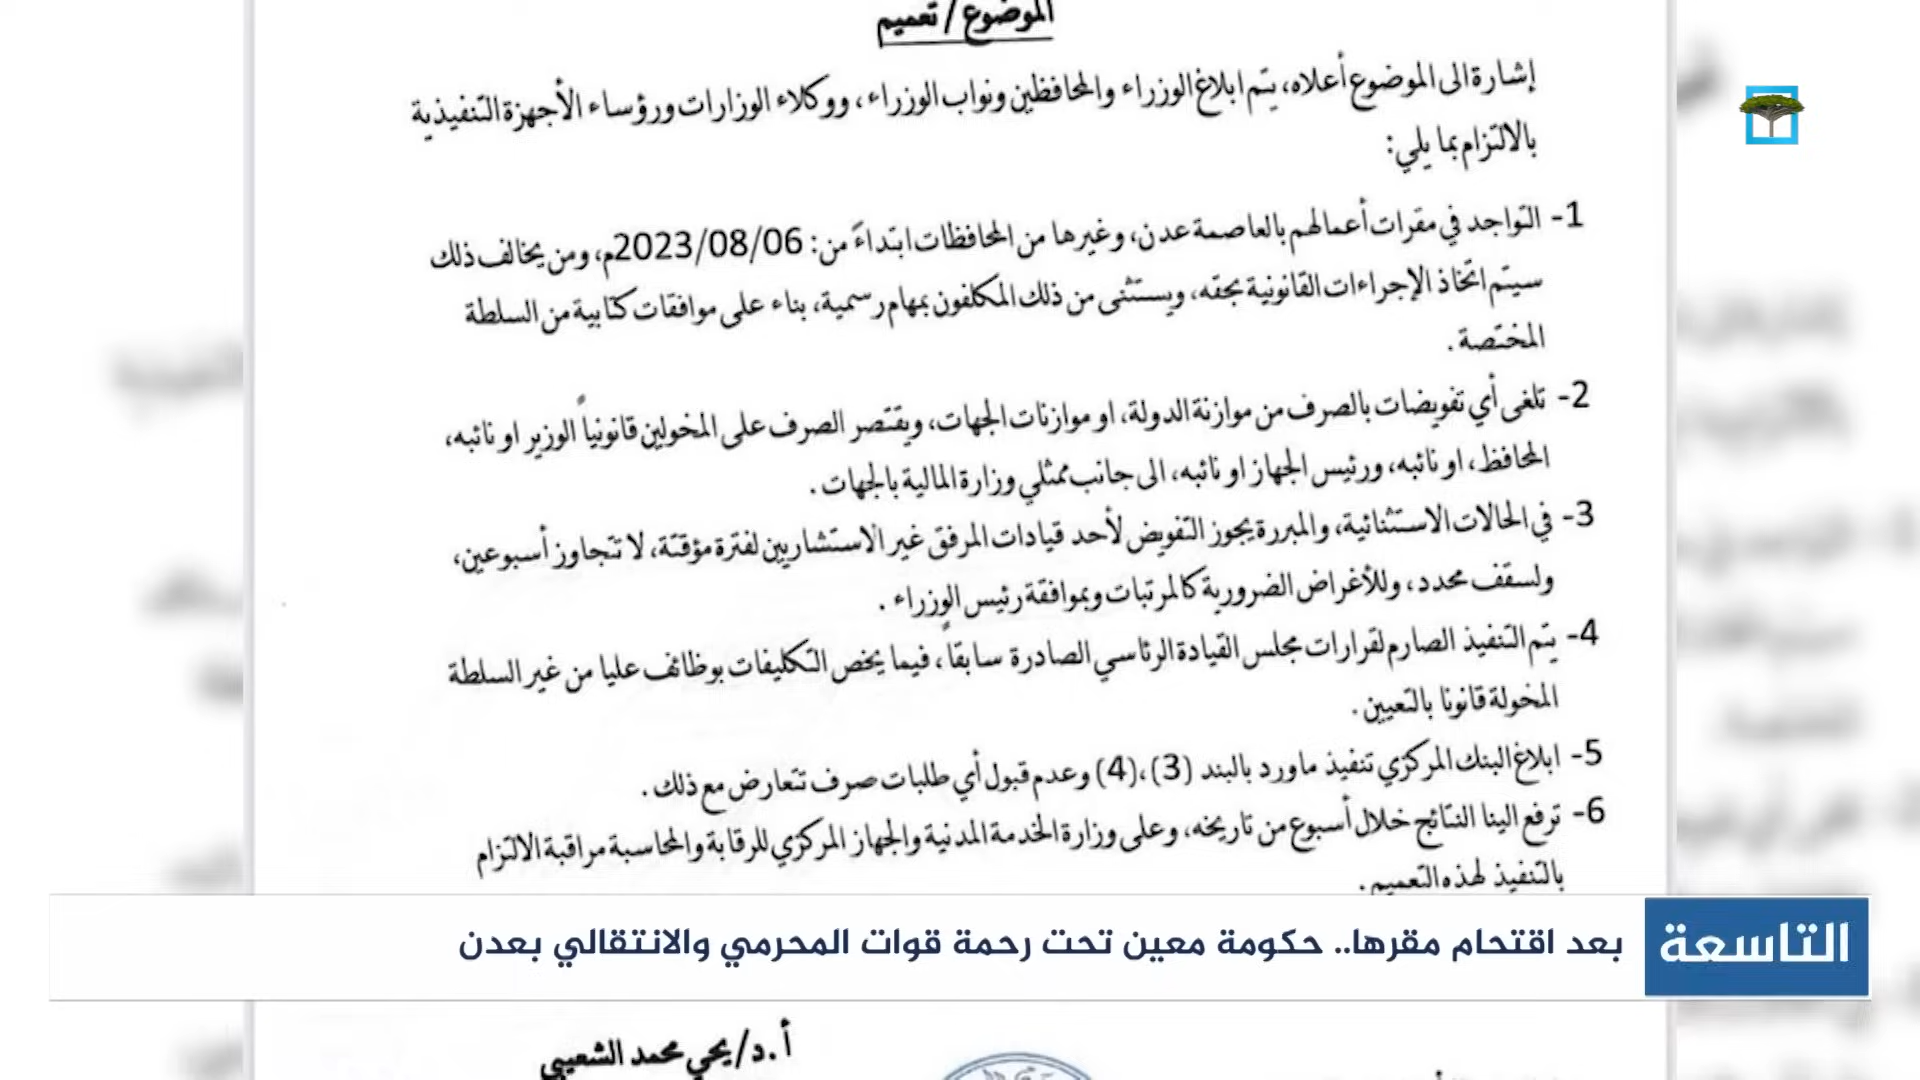 الموضوع / تعميم
إشارة الى الموضوع أعلاه، يتم ابلاغ الوزراء والمحافظين ونواب الوزراء، ووكلاء الوزارات ورؤساء الأجهزة التنفيذية
بالالتزام بما يلي:
1- التواجد في مقرات أعمالهم بالعاصمة عدن، وغيرها من المحافظات ابتداءً من: 2023/08/06م، ومن يخالف ذلك
سيتم اتخاذ الإجراءات القانونية بحقه، ويستثنى من ذلك المكلفون بمهام رسمية، بناء على موافقات كتابية من السلطة
المختصة.
2- تلغى أي تفويضات بالصرف من موازنة الدولة، او موازنات الجهات، ويقتصر الصرف على المخولين قانونياً الوزير او نائبه،
المحافظ، او نائبه، ورئيس الجهاز او نائبه، الى جانب ممثلي وزارة المالية بالجهات.
3- في الحالات الاستثنائية، والمبررة يجوز التفويض لأحد قيادات المرفق غير الاستشاريين لفترة مؤقتة، لا تتجاوز أسبوعين،
ولسقف محدد، وللأغراض الضرورية كالمرتبات وبموافقة رئيس الوزراء.
4- يتم التنفيذ الصارم لقرارات مجلس القيادة الرئاسي الصادرة سابقاً، فيما يخص التكليفات بوظائف عليا من غير السلطة
المخولة قانونا بالتعيين.
5- ابلاغ البنك المركزي تنفيذ ماورد بالبند (3)،(4) وعدم قبول أي طلبات صرف تتعارض مع ذلك.
6- ترفع الينا النتائج خلال أسبوع من تاريخه، وعلى وزارة الخدمة المدنية والجهاز المركزي للرقابة والمحاسبة مراقبة الالتزام
بالتنفيذ لهذه التعميم.
التاسعة
بعد اقتحام مقرها.. حكومة معين تحت رحمة قوات المحرمي والانتقالي بعدن
أ.د/ يحي محمد الشعيبي